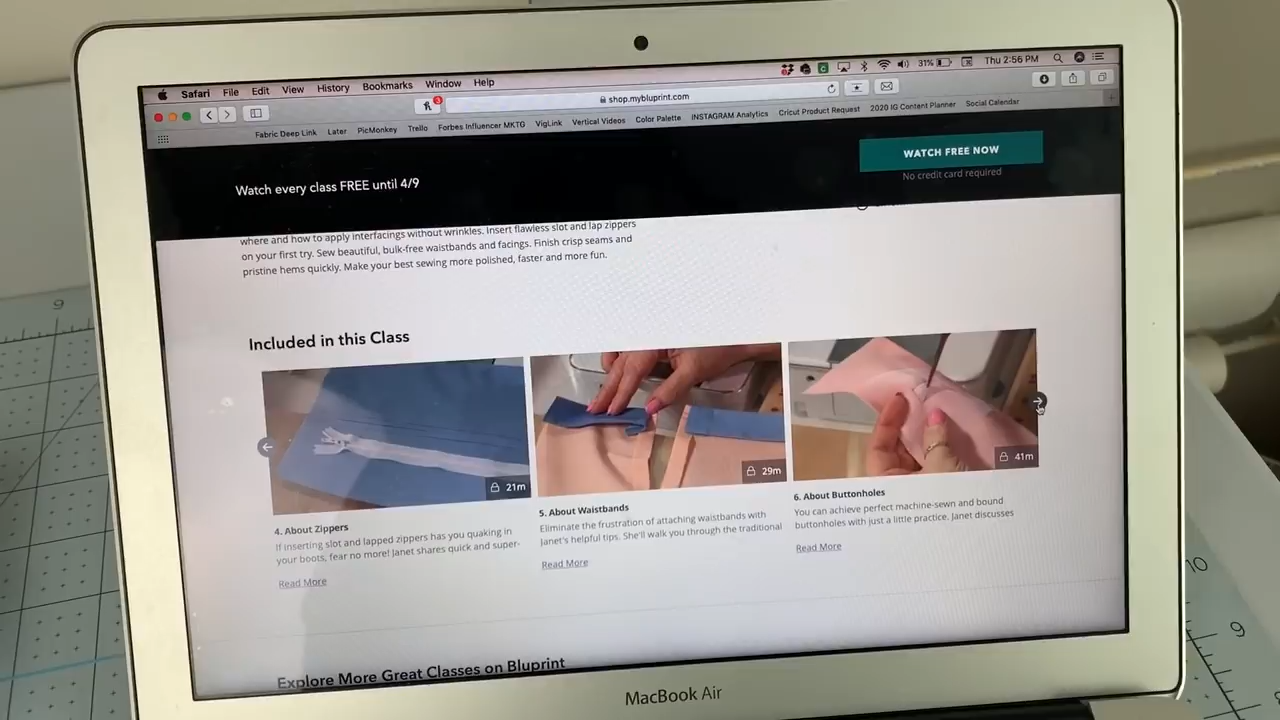 Safari File Edit View History Bookmarks Window Help
31% Thu 2:56 PM
shop.mybluprint.com
Fabric Deep Link Later PicMonkey Trello Forbes Influencer MKTG VigLink Vertical Videos Color Palette INSTAGRAM Analytics Cricut Product Request 2020 IG Content Planner Social Calendar
Watch every class FREE until 4/9
WATCH FREE NOW
No credit card required
where and how to apply interfacings without wrinkles. Insert flawless slot and lap zippers
on your first try. Sew beautiful, bulk-free waistbands and facings. Finish crisp seams and
pristine hems quickly. Make your best sewing more polished, faster and more fun.
Included in this Class
21m
29m
41m
4. About Zippers
If inserting slot and lapped zippers has you quaking in
your boots, fear no more! Janet shares quick and super-
Read More
5. About Waistbands
Eliminate the frustration of attaching waistbands with
Janet's helpful tips. She'll walk you through the traditional
Read More
6. About Buttonholes
You can achieve perfect machine-sewn and bound
buttonholes with just a little practice. Janet discusses
Read More
Explore More Great Classes on Bluprint
MacBook Air
9
10
9